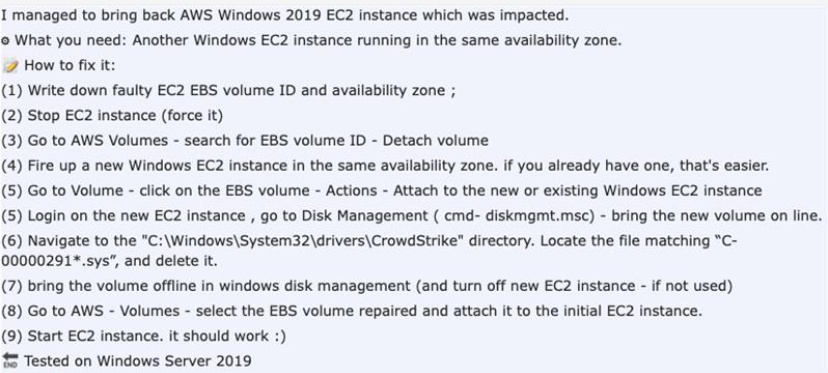 I managed to bring back AWS Windows 2019 EC2 instance which was impacted.
⚙ What you need: Another Windows EC2 instance running in the same availability zone.
📝 How to fix it:
(1) Write down faulty EC2 EBS volume ID and availability zone ;
(2) Stop EC2 instance (force it)
(3) Go to AWS Volumes - search for EBS volume ID - Detach volume
(4) Fire up a new Windows EC2 instance in the same availability zone. if you already have one, that's easier.
(5) Go to Volume - click on the EBS volume - Actions - Attach to the new or existing Windows EC2 instance
(5) Login on the new EC2 instance , go to Disk Management ( cmd- diskmgmt.msc) - bring the new volume on line.
(6) Navigate to the "C:\Windows\System32\drivers\CrowdStrike" directory. Locate the file matching “C-
00000291*.sys”, and delete it.
(7) bring the volume offline in windows disk management (and turn off new EC2 instance - if not used)
(8) Go to AWS - Volumes - select the EBS volume repaired and attach it to the initial EC2 instance.
(9) Start EC2 instance. it should work :)
🔚 Tested on Windows Server 2019